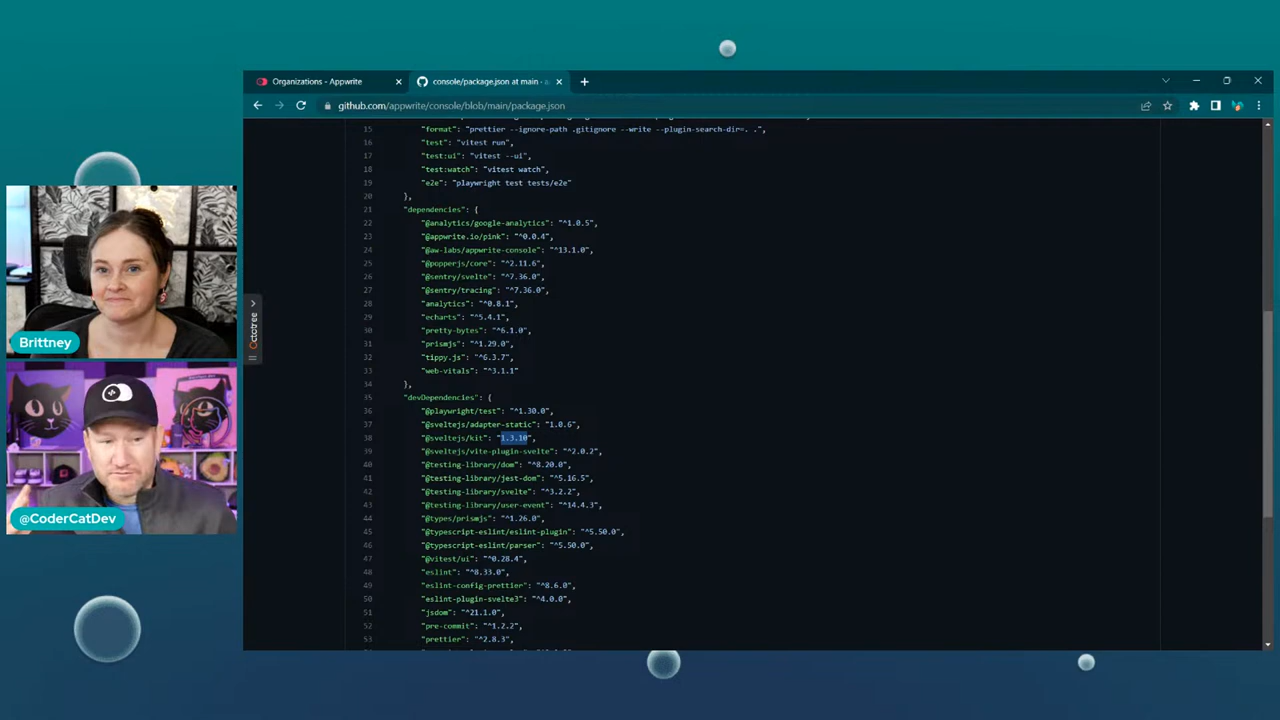 Organizations - Appwrite
console/package.json at main ·
github.com/appwrite/console/blob/main/package.json
15 "format": "prettier --ignore-path .gitignore --write --plugin-search-dir=. .",
16 "test": "vitest run",
17 "test:ui": "vitest --ui",
18 "test:watch": "vitest watch",
19 "e2e": "playwright test tests/e2e"
20 },
21 "dependencies": {
22 "@analytics/google-analytics": "^1.0.5",
23 "@appwrite.io/pink": "^0.0.4",
24 "@aw-labs/appwrite-console": "^13.1.0",
25 "@popperjs/core": "^2.11.6",
26 "@sentry/svelte": "^7.36.0",
27 "@sentry/tracing": "^7.36.0",
28 "analytics": "^0.8.1",
29 "echarts": "^5.4.1",
30 "pretty-bytes": "^6.1.0",
31 "prismjs": "^1.29.0",
32 "tippy.js": "^6.3.7",
33 "web-vitals": "^3.1.1"
34 },
35 "devDependencies": {
36 "@playwright/test": "^1.30.0",
37 "@sveltejs/adapter-static": "1.0.6",
38 "@sveltejs/kit": "1.3.10",
39 "@sveltejs/vite-plugin-svelte": "^2.0.2",
40 "@testing-library/dom": "^8.20.0",
41 "@testing-library/jest-dom": "^5.16.5",
42 "@testing-library/svelte": "^3.2.2",
43 "@testing-library/user-event": "^14.4.3",
44 "@types/prismjs": "^1.26.0",
45 "@typescript-eslint/eslint-plugin": "^5.50.0",
46 "@typescript-eslint/parser": "^5.50.0",
47 "@vitest/ui": "^0.28.4",
48 "eslint": "^8.33.0",
49 "eslint-config-prettier": "^8.6.0",
50 "eslint-plugin-svelte3": "^4.0.0",
51 "jsdom": "^21.1.0",
52 "pre-commit": "^1.2.2",
53 "prettier": "^2.8.3",
Octotree
Brittney
@CoderCatDev